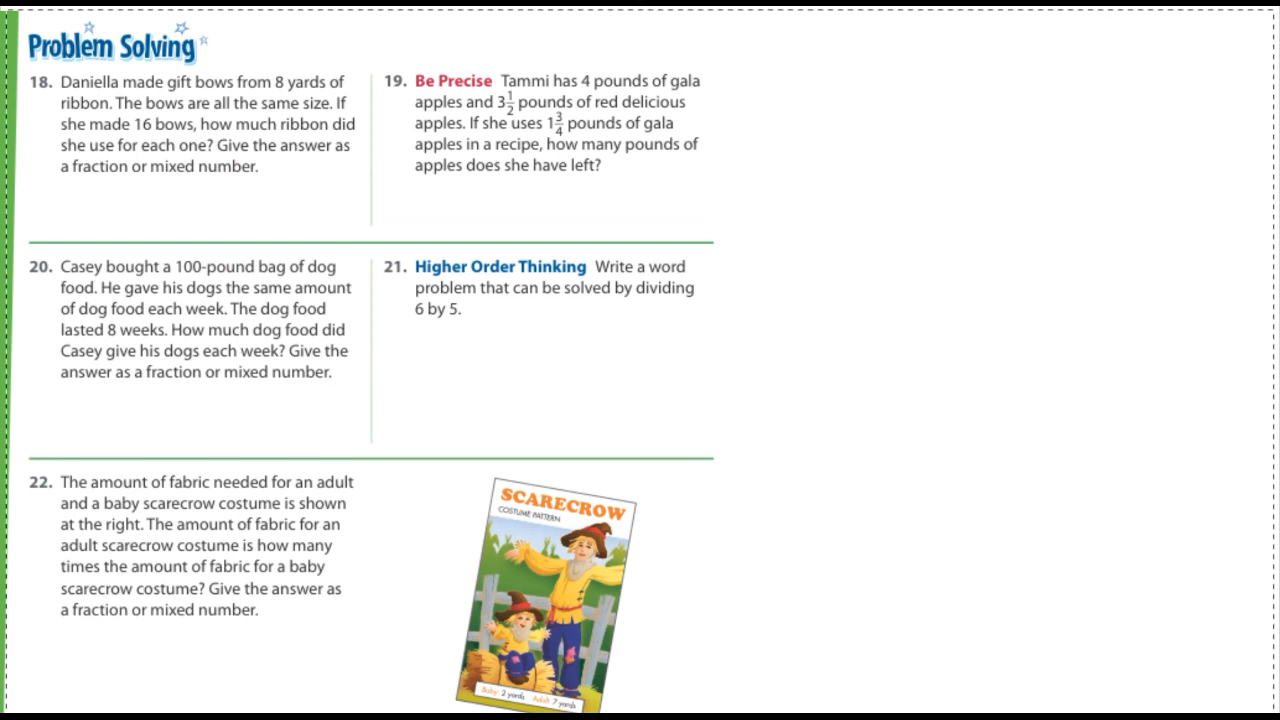 Problem Solving
18. Daniella made gift bows from 8 yards of
ribbon. The bows are all the same size. If
she made 16 bows, how much ribbon did
she use for each one? Give the answer as
a fraction or mixed number.
19. Be Precise Tammi has 4 pounds of gala
apples and 3 1/2 pounds of red delicious
apples. If she uses 1 3/4 pounds of gala
apples in a recipe, how many pounds of
apples does she have left?
20. Casey bought a 100-pound bag of dog
food. He gave his dogs the same amount
of dog food each week. The dog food
lasted 8 weeks. How much dog food did
Casey give his dogs each week? Give the
answer as a fraction or mixed number.
21. Higher Order Thinking Write a word
problem that can be solved by dividing
6 by 5.
22. The amount of fabric needed for an adult
and a baby scarecrow costume is shown
at the right. The amount of fabric for an
adult scarecrow costume is how many
times the amount of fabric for a baby
scarecrow costume? Give the answer as
a fraction or mixed number.
SCARECROW
COSTUME PATTERN
Baby 2 yards Adult 7 yards